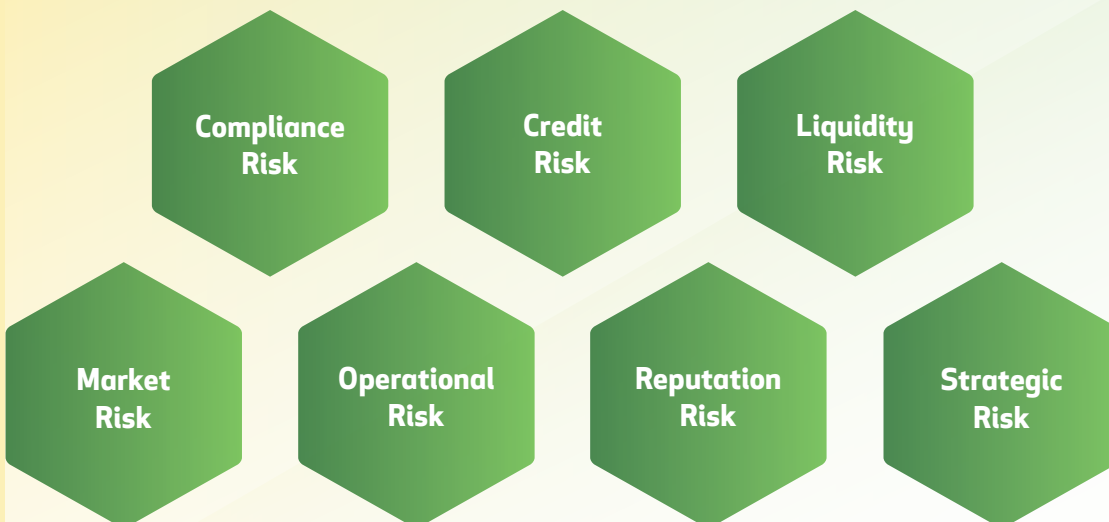 Compliance
Risk
Credit
Risk
Liquidity
Risk
Market
Risk
Operational
Risk
Reputation
Risk
Strategic
Risk